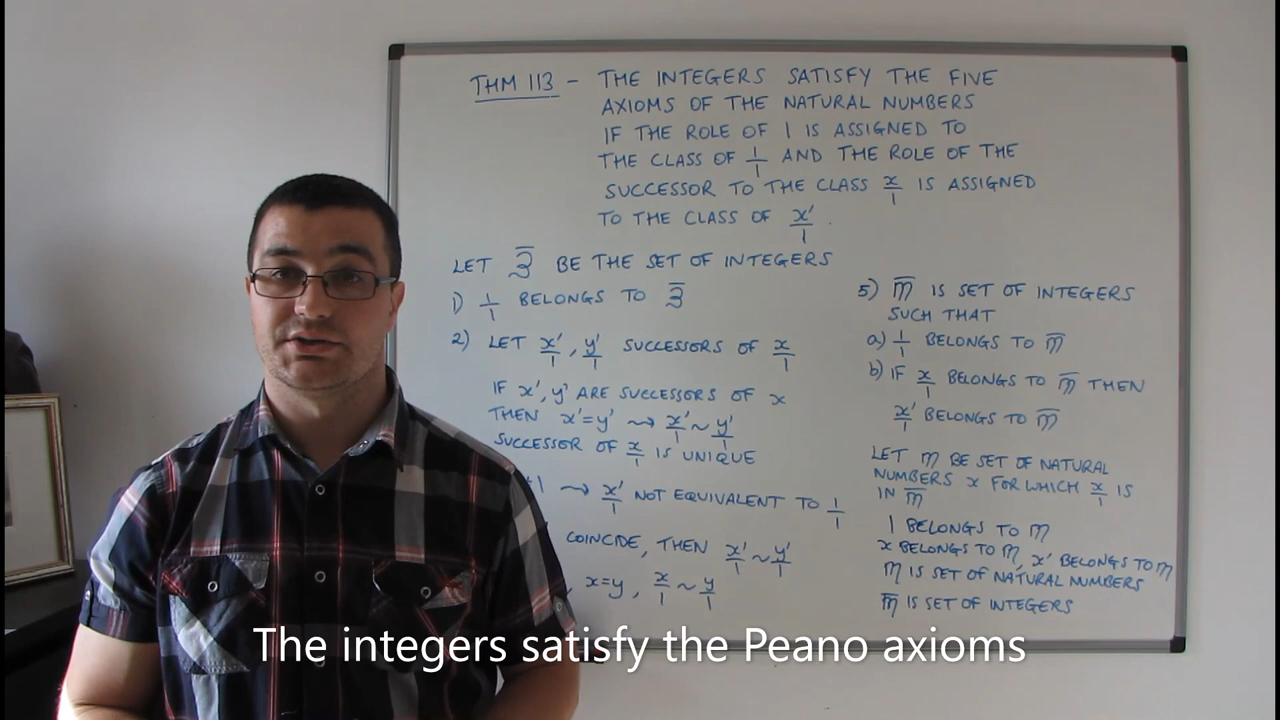 THM 113 - THE INTEGERS SATISFY THE FIVE
AXIOMS OF THE NATURAL NUMBERS
IF THE ROLE OF 1 IS ASSIGNED TO
THE CLASS OF 1/1 AND THE ROLE OF THE
SUCCESSOR TO THE CLASS x/1 IS ASSIGNED
TO THE CLASS OF x'/1.
LET Z̅ BE THE SET OF INTEGERS
1) 1/1 BELONGS TO Z̅
2) LET x'/1, y'/1 SUCCESSORS OF x/1
IF x', y' ARE SUCCESSORS OF x
THEN x'=y' ⇝ x'/1 ~ y'/1
SUCCESSOR OF x/1 IS UNIQUE
1 ⇝ x'/1 NOT EQUIVALENT TO 1/1
COINCIDE, THEN x'/1 ~ y'/1
x=y, x/1 ~ y/1
5) M̅ IS SET OF INTEGERS
SUCH THAT
a) 1/1 BELONGS TO M̅
b) IF x/1 BELONGS TO M̅ THEN
x'/1 BELONGS TO M̅
LET M BE SET OF NATURAL
NUMBERS x FOR WHICH x/1 IS
IN M̅
1 BELONGS TO M
x BELONGS TO M, x' BELONGS TO M
M IS SET OF NATURAL NUMBERS
M̅ IS SET OF INTEGERS
The integers satisfy the Peano axioms